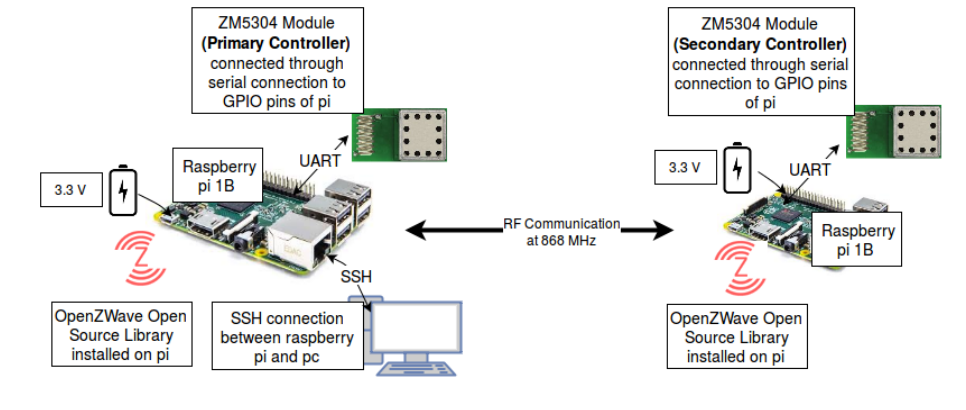 ZM5304 Module
(Primary Controller)
connected through
serial connection to
GPIO pins of pi
UART
Raspberry
pi 1B
3.3 V
SSH
OpenZWave Open
Source Library
installed on pi
SSH connection
between raspberry
pi and pc
RF Communication
at 868 MHz
ZM5304 Module
(Secondary Controller)
connected through serial
connection to GPIO pins
of pi
UART
3.3 V
Raspberry
pi 1B
OpenZWave Open
Source Library
installed on pi